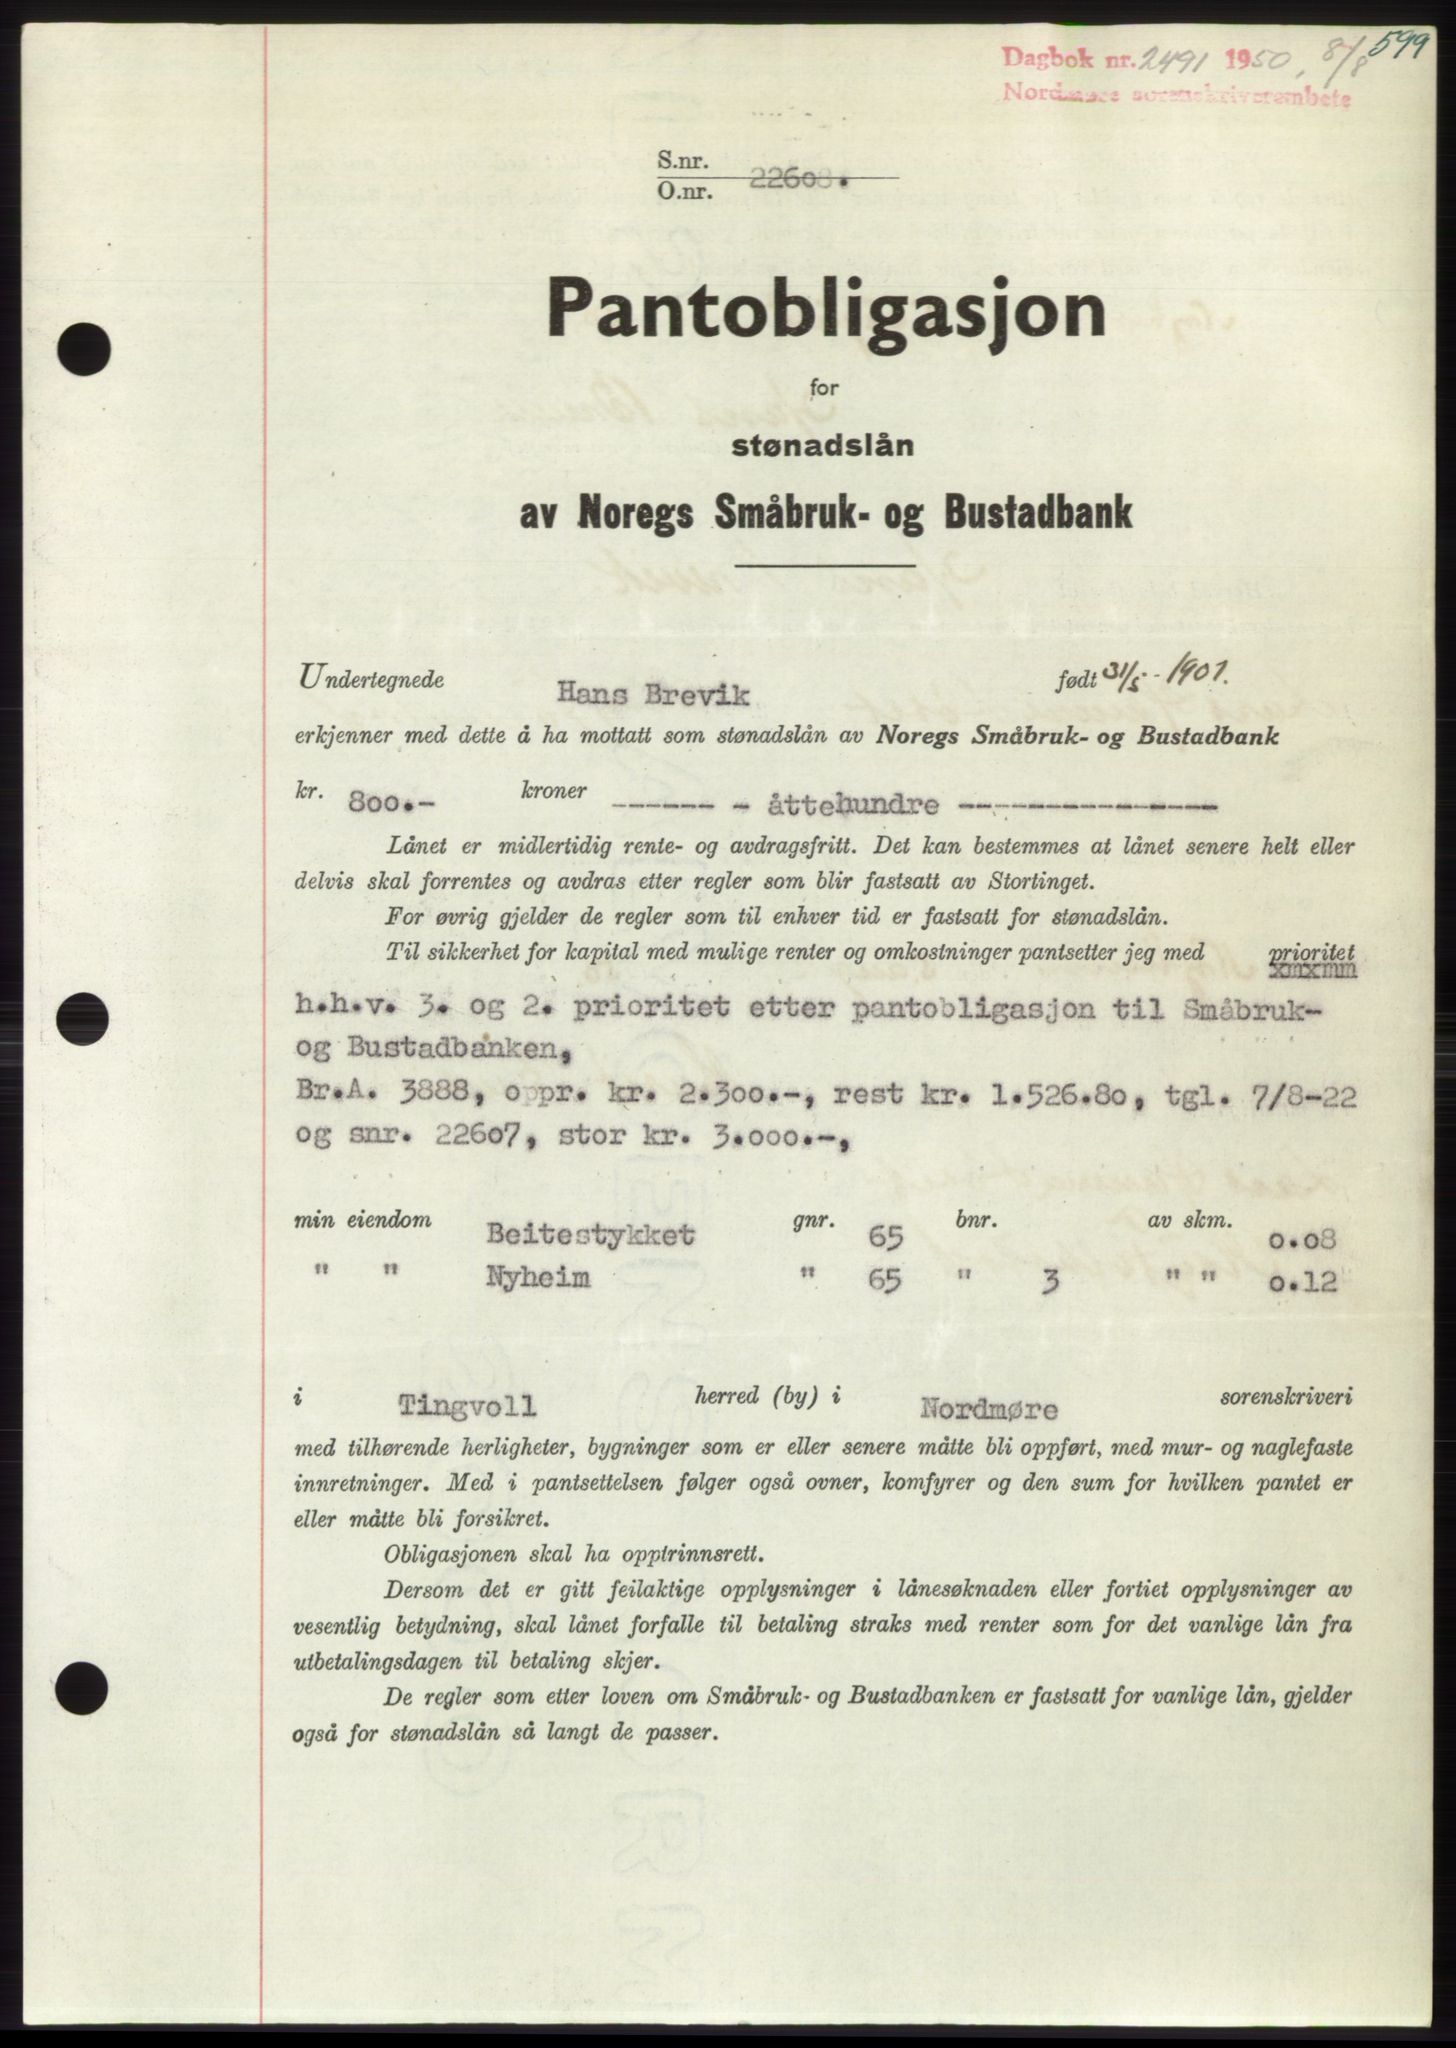 599
Dagbok nr. 2491 1950, 8/8
Nordmøre sorenskriverembete
S.nr.
O.nr. 22608.
Pantobligasjon
for
stønadslån
av Noregs Småbruk- og Bustadbank
Undertegnede Hans Brevik født 31/5 - 1901.
erkjenner med dette å ha mottatt som stønadslån av Noregs Småbruk- og Bustadbank
kr. 800.- kroner ------ - åttehundre ---------------
Lånet er midlertidig rente- og avdragsfritt. Det kan bestemmes at lånet senere helt eller
delvis skal forrentes og avdras etter regler som blir fastsatt av Stortinget.
For øvrig gjelder de regler som til enhver tid er fastsatt for stønadslån.
Til sikkerhet for kapital med mulige renter og omkostninger pantsetter jeg med prioritet
h.h.v. 3. og 2. prioritet etter pantobligasjon til Småbruk-
og Bustadbanken,
Br.A. 3888, oppr. kr. 2.300.-, rest kr. 1.526.80, tgl. 7/8-22
og snr. 22607, stor kr. 3.000.-,
min eiendom Beitestykket gnr. 65 bnr. av skm. 0.08
" " Nyheim " 65 " 3 " " 0.12
i Tingvoll herred (by) i Nordmøre sorenskriveri
med tilhørende herligheter, bygninger som er eller senere måtte bli oppført, med mur- og naglefaste
innretninger. Med i pantsettelsen følger også ovner, komfyrer og den sum for hvilken pantet er
eller måtte bli forsikret.
Obligasjonen skal ha opptrinnsrett.
Dersom det er gitt feilaktige opplysninger i lånesøknaden eller fortiet opplysninger av
vesentlig betydning, skal lånet forfalle til betaling straks med renter som for det vanlige lån fra
utbetalingsdagen til betaling skjer.
De regler som etter loven om Småbruk- og Bustadbanken er fastsatt for vanlige lån, gjelder
også for stønadslån så langt de passer.